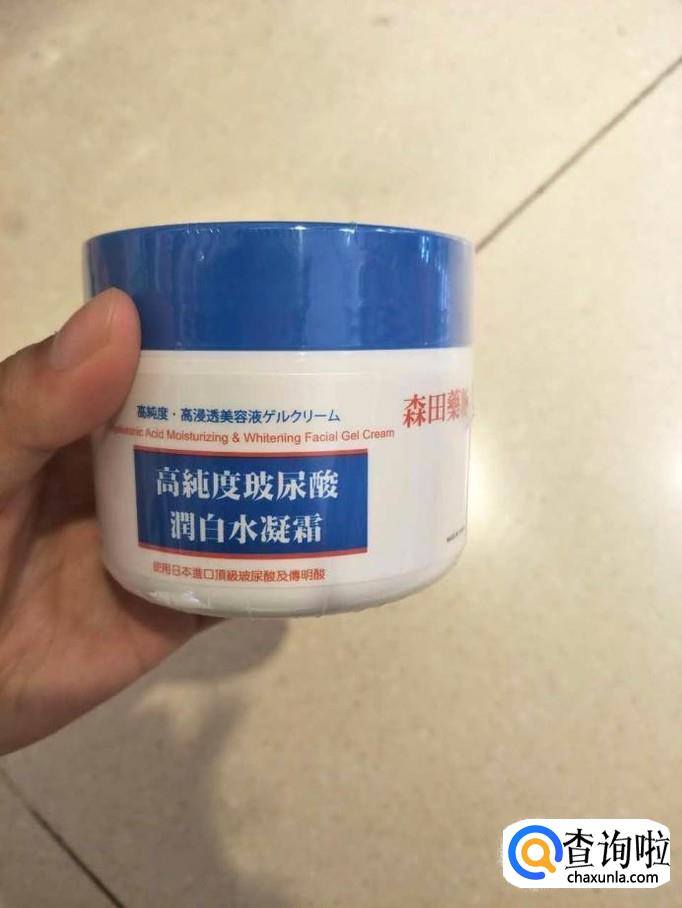 高純度・高浸透美容液ゲルクリーム
Acid Moisturizing & Whitening Facial Gel Cream
森田藥
高純度玻尿酸
潤白水凝霜
使用日本進口頂級玻尿酸及傳明酸
查询啦
chaxunla.com